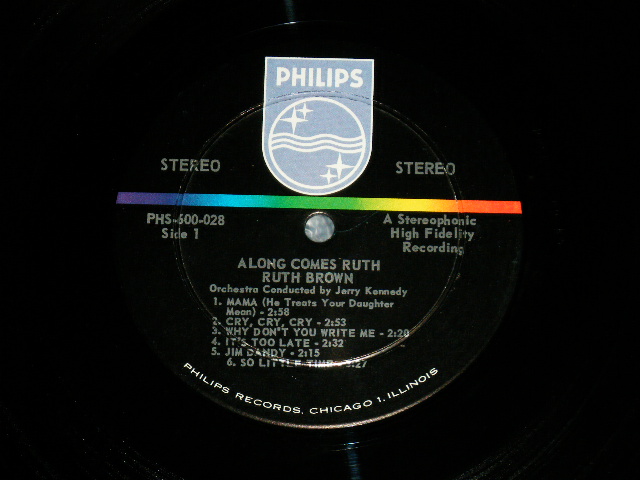 PHILIPS
STEREO
STEREO
PHS-600-028
Side 1
A Stereophonic
High Fidelity
Recording
ALONG COMES RUTH
RUTH BROWN
Orchestra Conducted by Jerry Kennedy
1. MAMA (He Treats Your Daughter
Mean) - 2:58
2. CRY, CRY, CRY - 2:53
3. WHY DON'T YOU WRITE ME - 2:20
4. IT'S TOO LATE - 2:32
5. JIM DANDY - 2:15
6. SO LITTLE TIME
PHILIPS RECORDS, CHICAGO 1, ILLINOIS